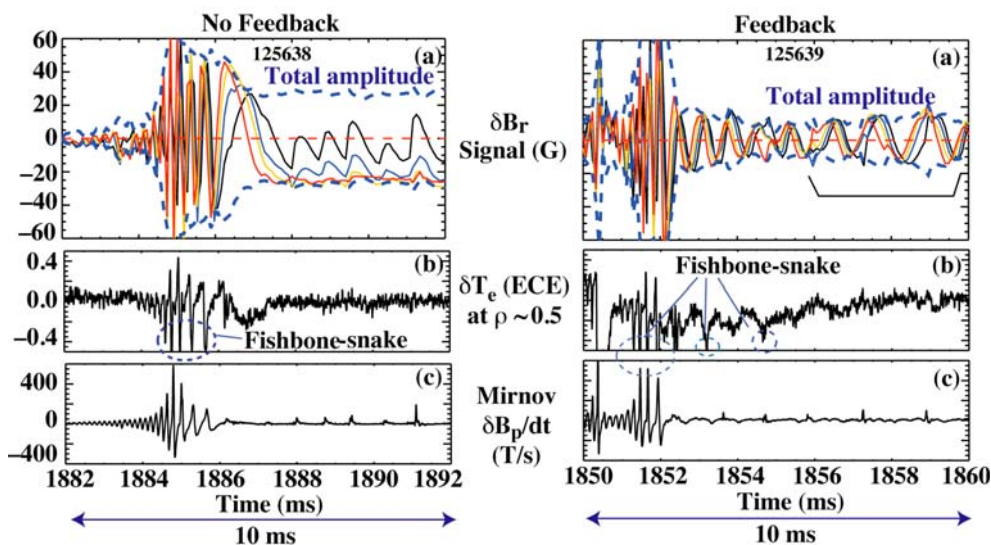 No Feedback
Feedback
60
40
20
0
−20
−40
−60
125638
(a)
Total amplitude
δBr
Signal (G)
125639
(a)
Total amplitude
0.4
0.0
−0.4
(b)
Fishbone-snake
δTe (ECE)
at ρ ~0.5
Fishbone-snake
(b)
400
0
−400
(c)
Mirnov
δBp/dt
(T/s)
(c)
1882 1884 1886 1888 1890 1892
1850 1852 1854 1856 1858 1860
Time (ms)
Time (ms)
10 ms
10 ms